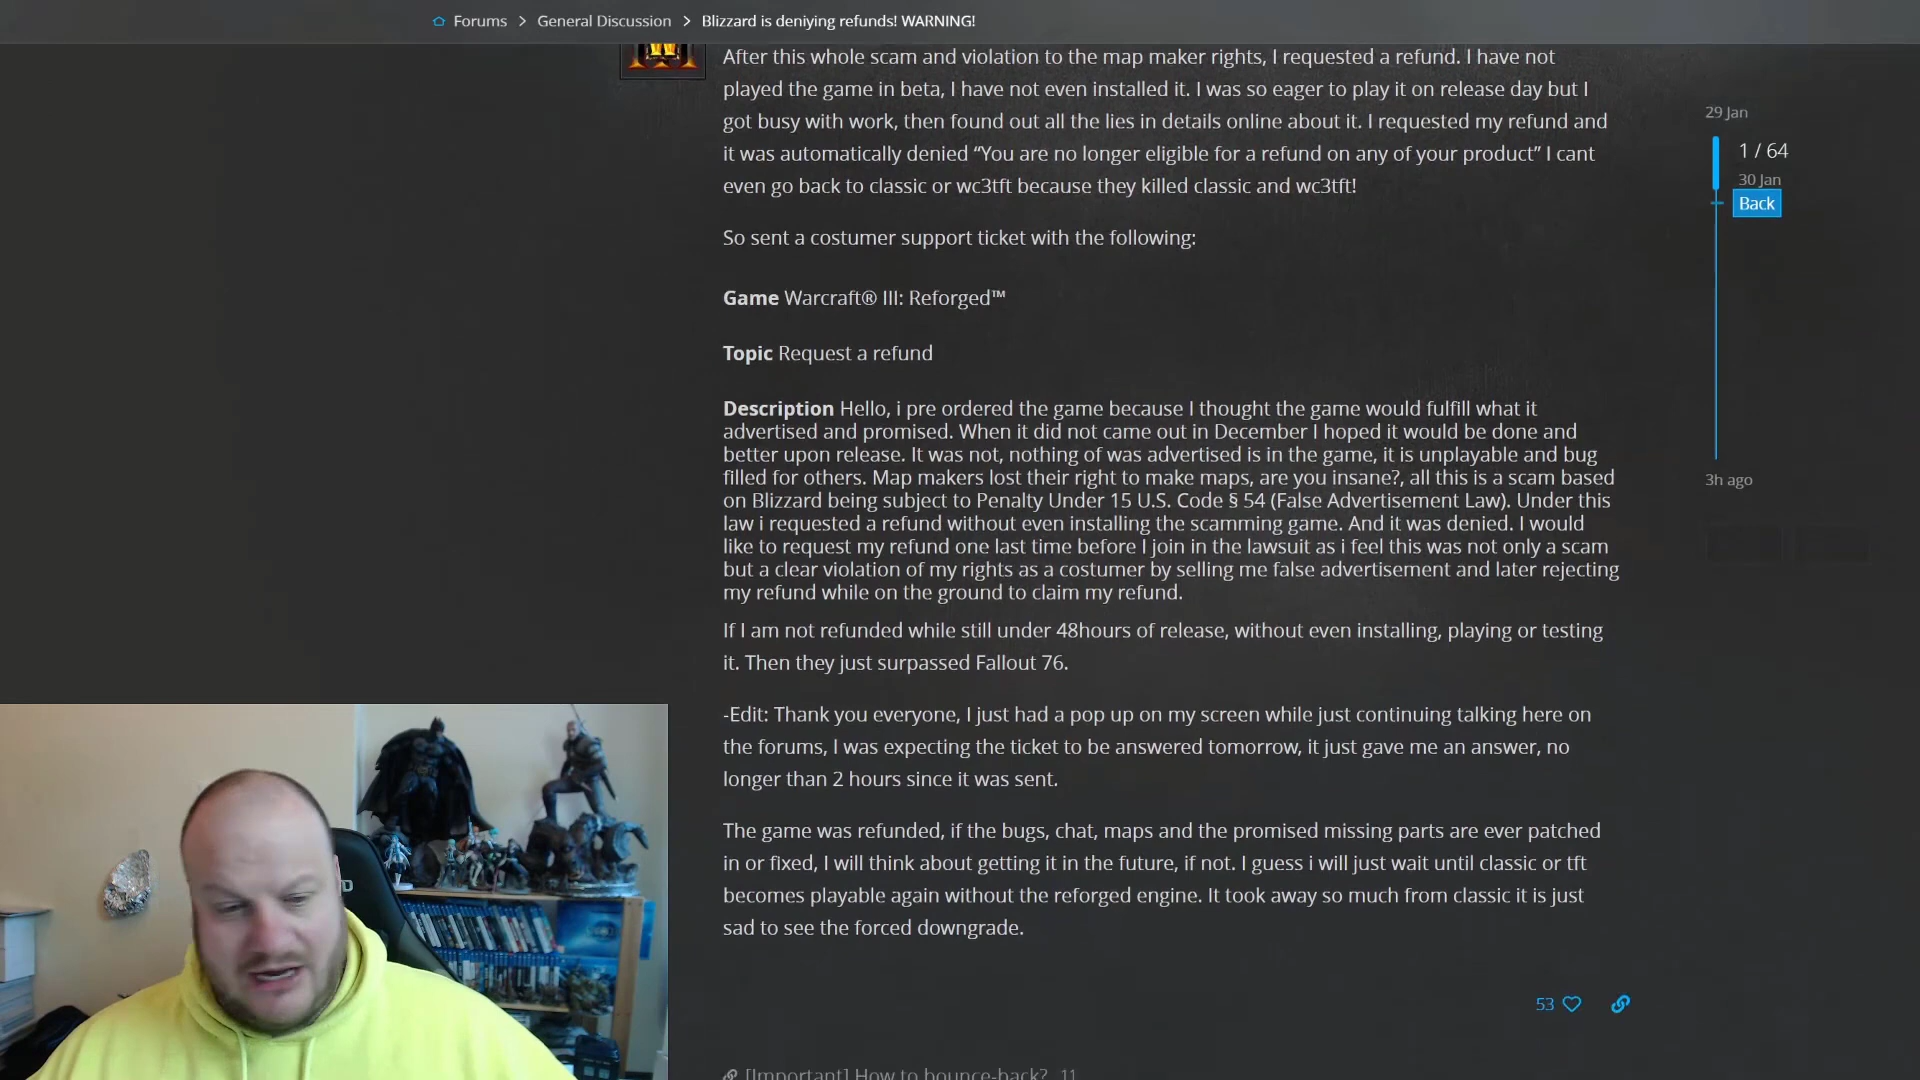 Forums > General Discussion > Blizzard is deniying refunds! WARNING!
After this whole scam and violation to the map maker rights, I requested a refund. I have not
played the game in beta, I have not even installed it. I was so eager to play it on release day but I
got busy with work, then found out all the lies in details online about it. I requested my refund and
it was automatically denied “You are no longer eligible for a refund on any of your product” I cant
even go back to classic or wc3tft because they killed classic and wc3tft!
So sent a costumer support ticket with the following:
Game Warcraft® III: Reforged™
Topic Request a refund
Description Hello, i pre ordered the game because I thought the game would fulfill what it
advertised and promised. When it did not came out in December I hoped it would be done and
better upon release. It was not, nothing of was advertised is in the game, it is unplayable and bug
filled for others. Map makers lost their right to make maps, are you insane?, all this is a scam based
on Blizzard being subject to Penalty Under 15 U.S. Code § 54 (False Advertisement Law). Under this
law i requested a refund without even installing the scamming game. And it was denied. I would
like to request my refund one last time before I join in the lawsuit as i feel this was not only a scam
but a clear violation of my rights as a costumer by selling me false advertisement and later rejecting
my refund while on the ground to claim my refund.
If I am not refunded while still under 48hours of release, without even installing, playing or testing
it. Then they just surpassed Fallout 76.
-Edit: Thank you everyone, I just had a pop up on my screen while just continuing talking here on
the forums, I was expecting the ticket to be answered tomorrow, it just gave me an answer, no
longer than 2 hours since it was sent.
The game was refunded, if the bugs, chat, maps and the promised missing parts are ever patched
in or fixed, I will think about getting it in the future, if not. I guess i will just wait until classic or tft
becomes playable again without the reforged engine. It took away so much from classic it is just
sad to see the forced downgrade.
53
[Important] How to bounce-back? 11
29 Jan
1 / 64
30 Jan
Back
3h ago